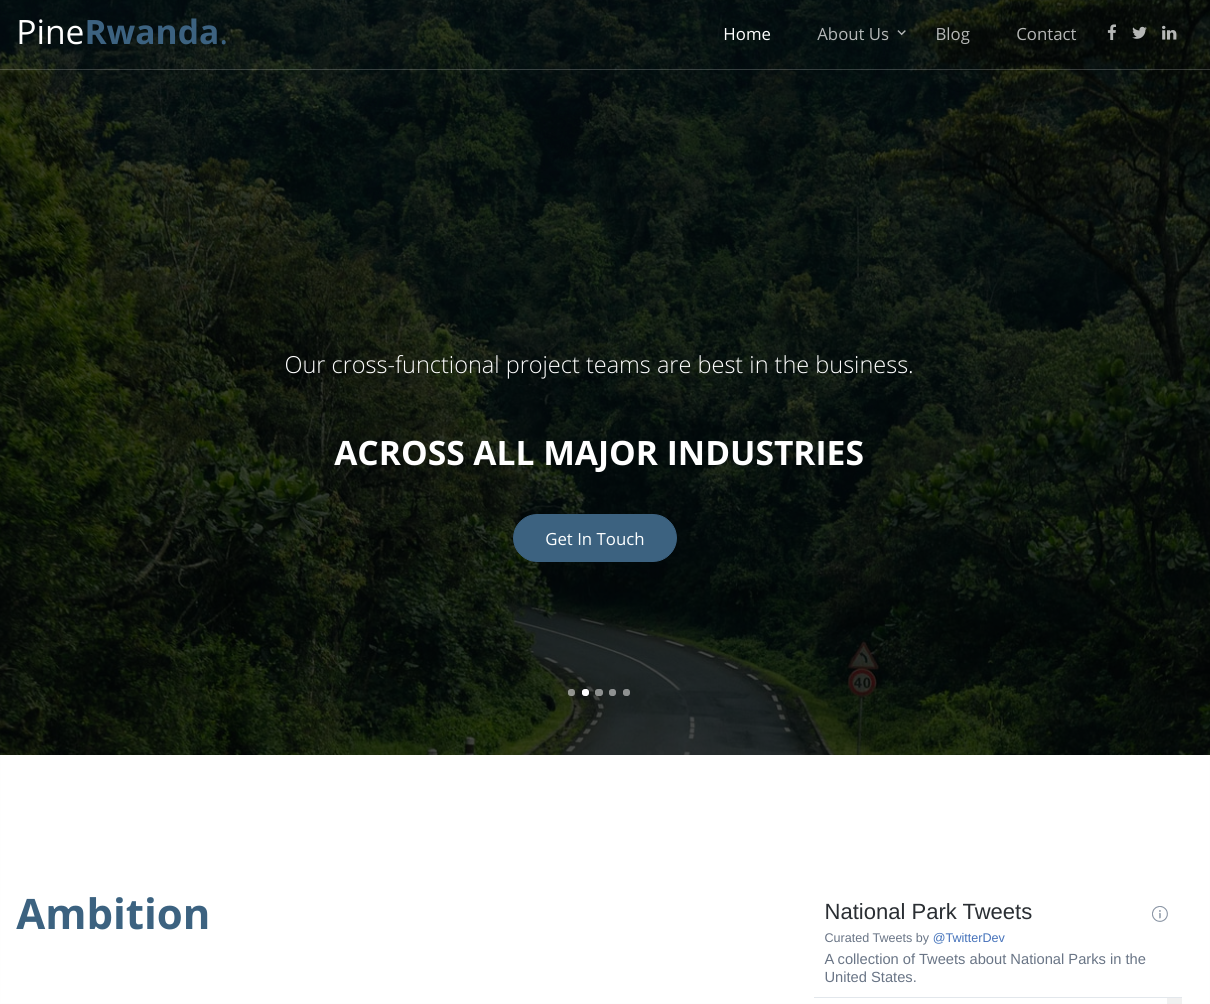 PineRwanda.
Home
About Us
Blog
Contact
Our cross-functional project teams are best in the business.
ACROSS ALL MAJOR INDUSTRIES
Get In Touch
40
Ambition
National Park Tweets
Curated Tweets by @TwitterDev
A collection of Tweets about National Parks in the
United States.